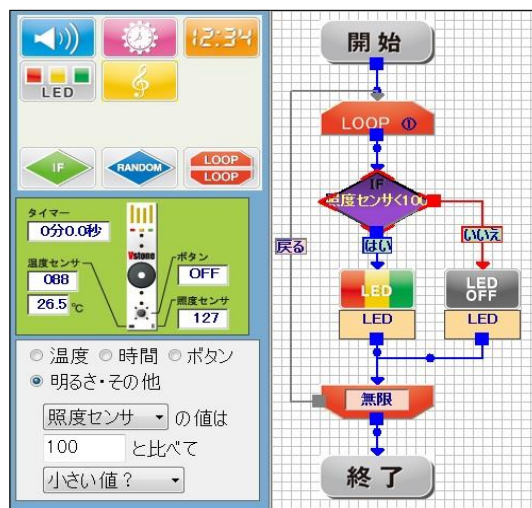 12:34
LED
IF
RANDOM
LOOP
LOOP
タイマー
0分0.0秒
Vstone
ボタン
OFF
温度センサ
088
26.5 ℃
照度センサ
127
温度 時間 ボタン
明るさ・その他
照度センサ の値は
100 と比べて
小さい値?
開始
LOOP ①
IF
照度センサ<100
はい
いいえ
戻る
LED
LED
OFF
LED
LED
無限
終了